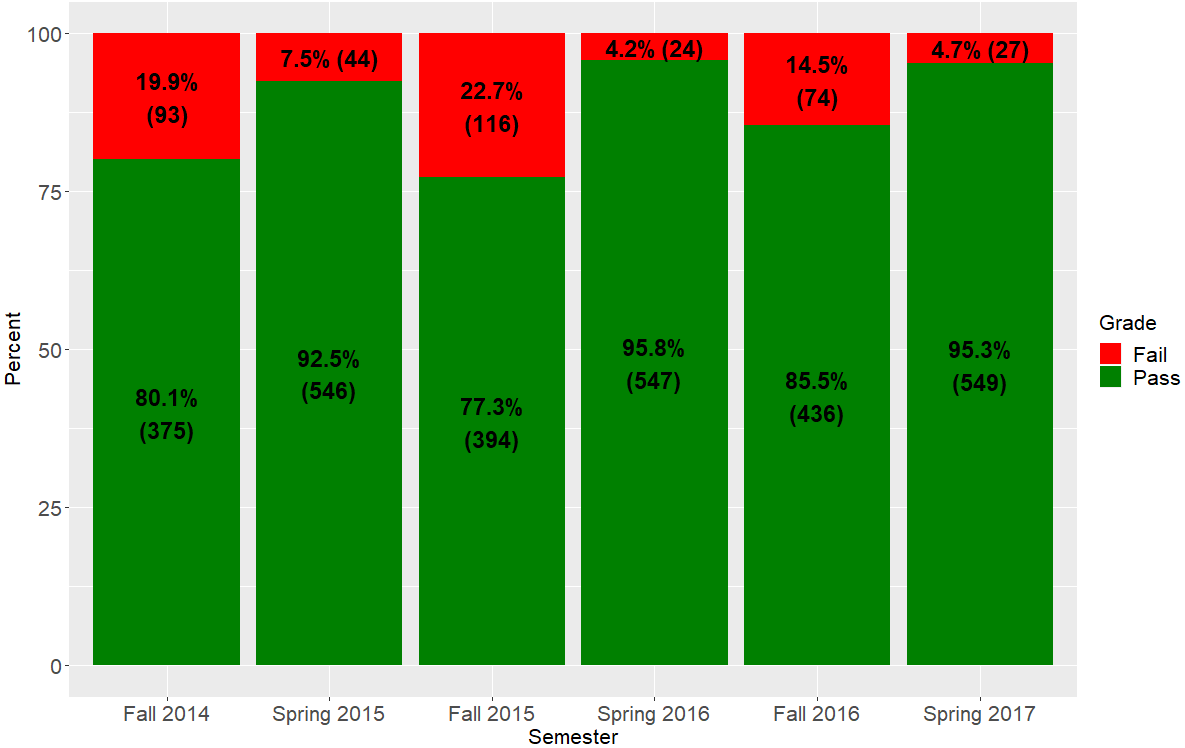 100
75
50
25
0
Percent
19.9%
(93)
80.1%
(375)
7.5% (44)
92.5%
(546)
22.7%
(116)
77.3%
(394)
4.2% (24)
95.8%
(547)
14.5%
(74)
85.5%
(436)
4.7% (27)
95.3%
(549)
Fall 2014
Spring 2015
Fall 2015
Spring 2016
Fall 2016
Spring 2017
Semester
Grade
Fail
Pass